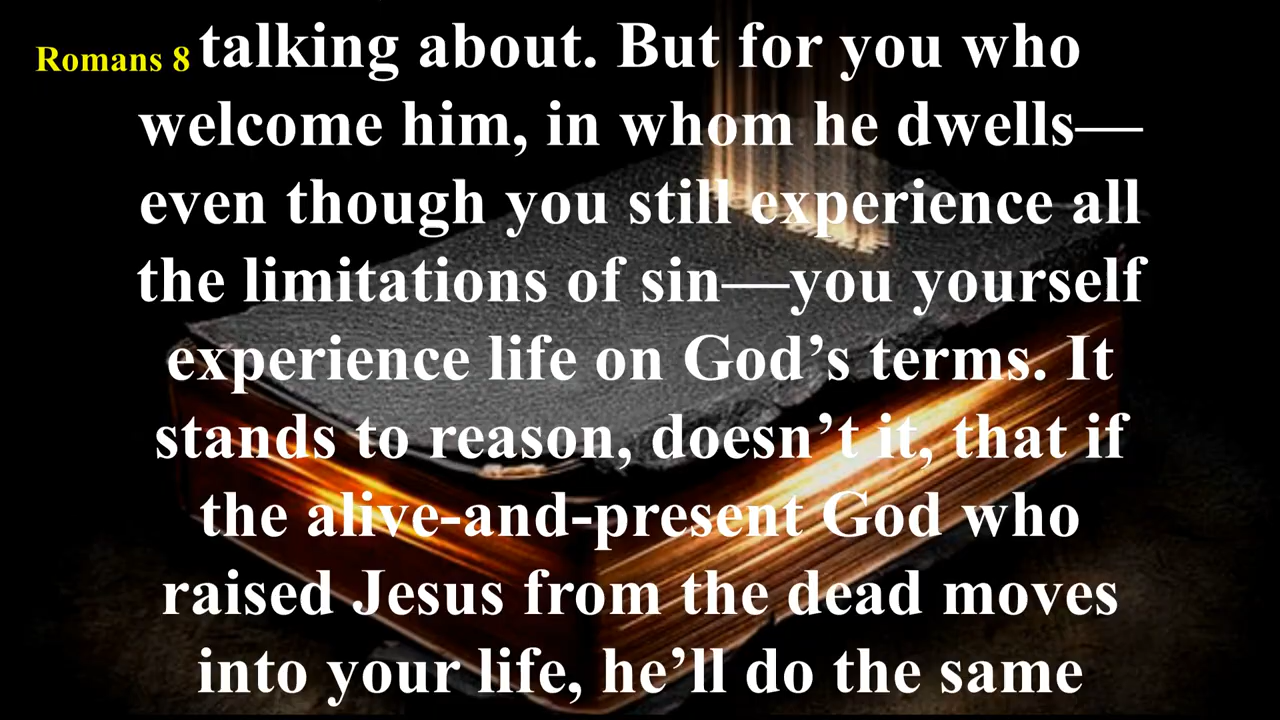 Romans 8
talking about. But for you who
welcome him, in whom he dwells—
even though you still experience all
the limitations of sin—you yourself
experience life on God’s terms. It
stands to reason, doesn’t it, that if
the alive-and-present God who
raised Jesus from the dead moves
into your life, he’ll do the same